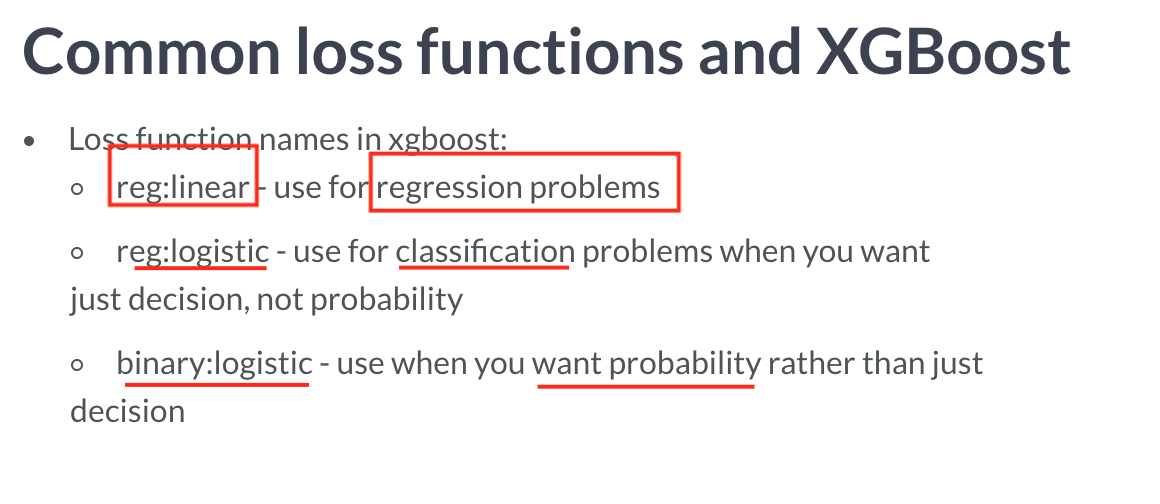 Common loss functions and XGBoost
• Loss function names in xgboost:
○ reg:linear - use for regression problems
○ reg:logistic - use for classification problems when you want
just decision, not probability
○ binary:logistic - use when you want probability rather than just
decision